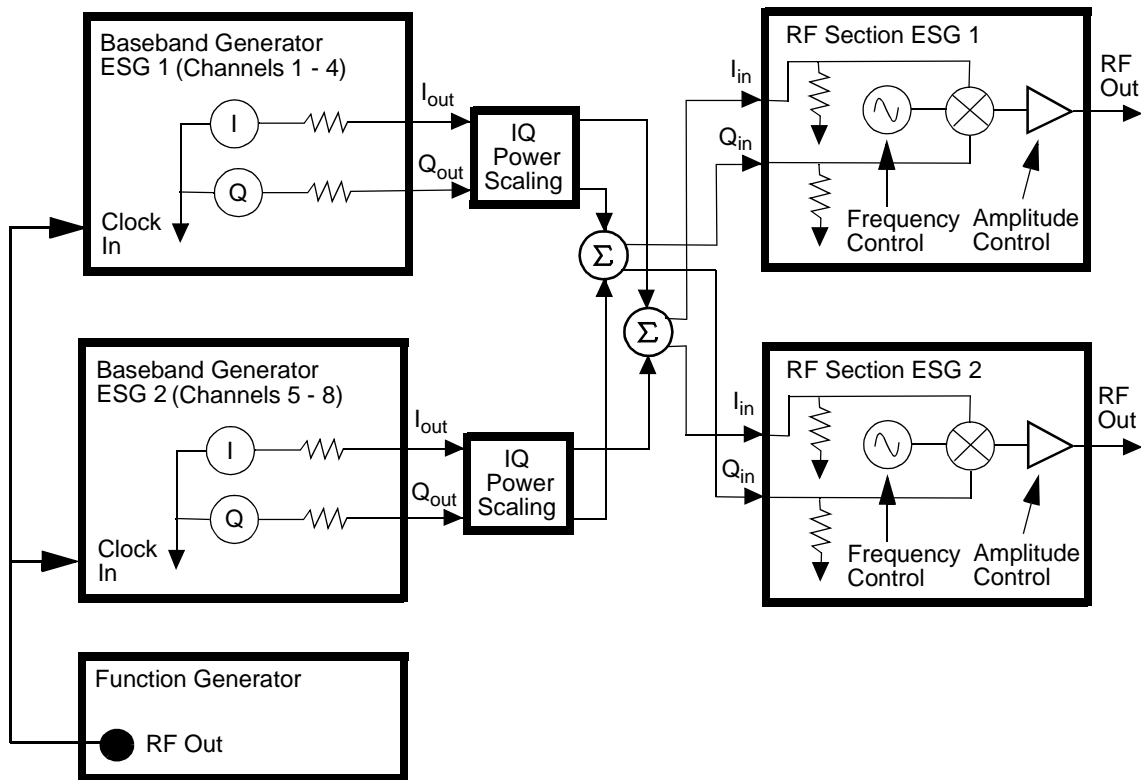 Baseband Generator
ESG 1 (Channels 1 - 4)
I
Q
Clock
In
Iout
Qout
IQ
Power
Scaling
Σ
Σ
Iin
Qin
RF Section ESG 1
Frequency
Control
Amplitude
Control
RF
Out
Baseband Generator
ESG 2 (Channels 5 - 8)
I
Q
Clock
In
Iout
Qout
IQ
Power
Scaling
Iin
Qin
RF Section ESG 2
Frequency
Control
Amplitude
Control
RF
Out
Function Generator
RF Out